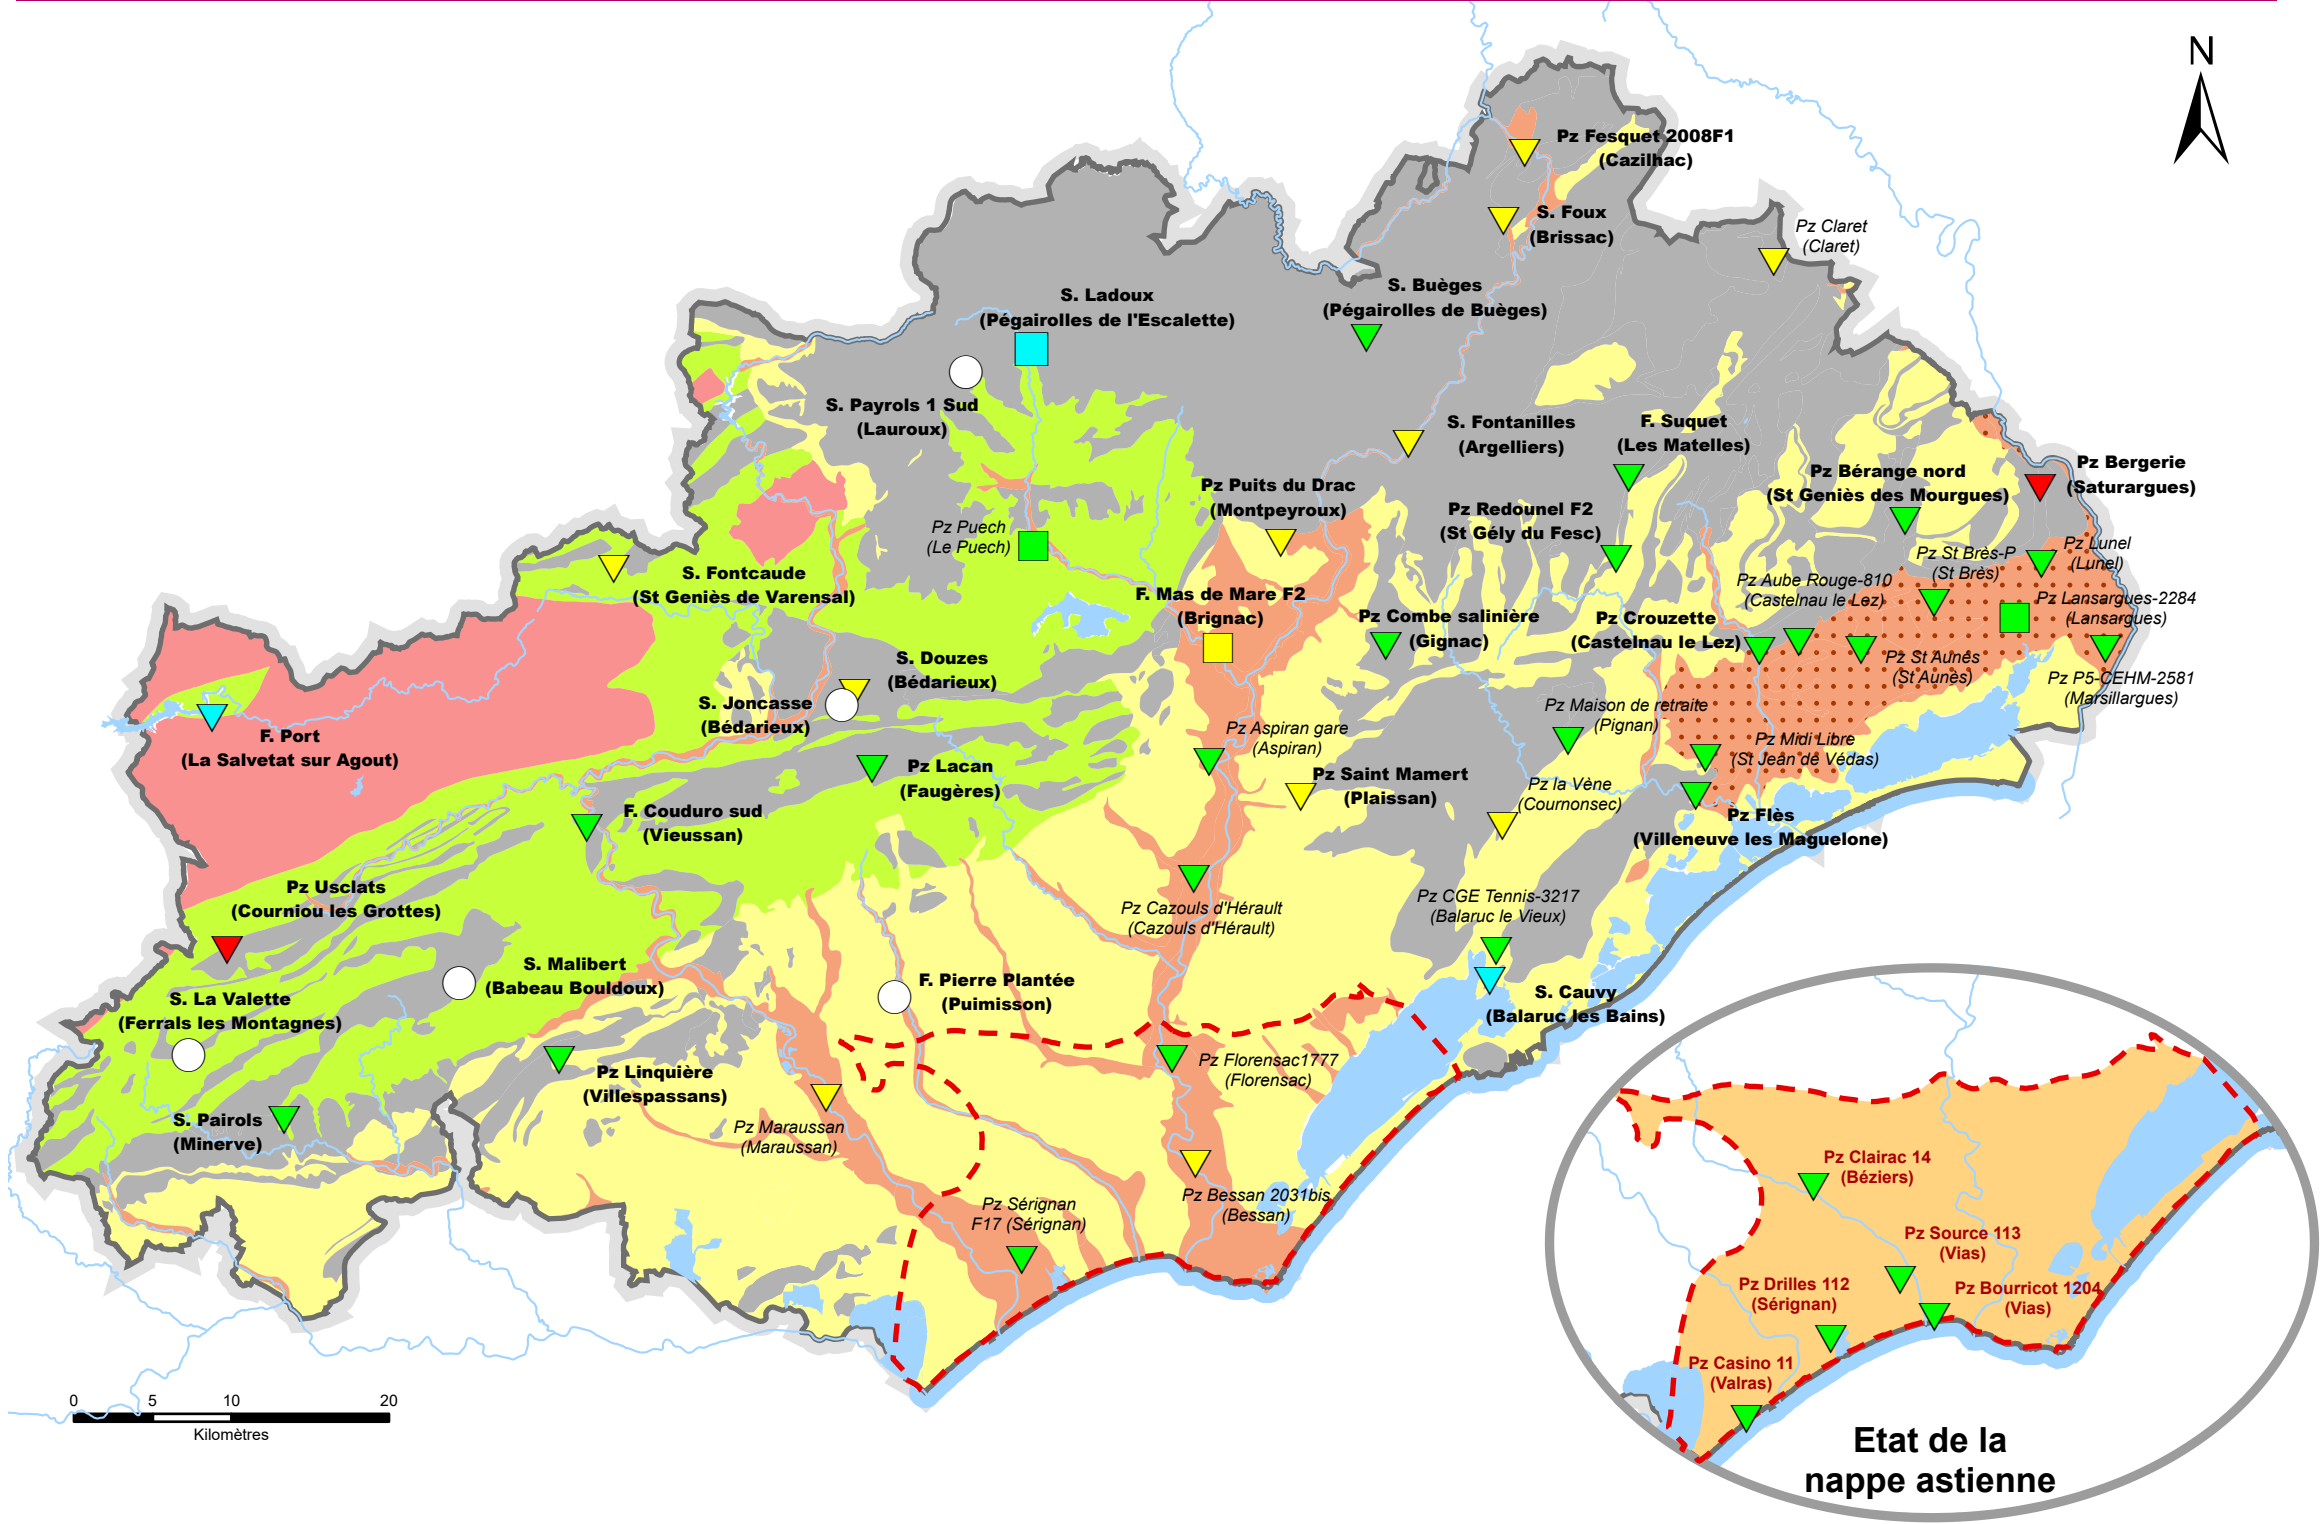 N
Pz Fesquet 2008F1
(Cazilhac)
S. Foux
(Brissac)
Pz Claret
(Claret)
S. Buèges
(Pégairolles de Buèges)
S. Ladoux
(Pégairolles de l'Escalette)
S. Payrols 1 Sud
(Lauroux)
S. Fontanilles
(Argelliers)
F. Suquet
(Les Matelles)
Pz Bérange nord
(St Geniès des Mourgues)
Pz Bergerie
(Saturargues)
Pz Puits du Drac
(Montpeyroux)
Pz Redounel F2
(St Gély du Fesc)
Pz Puech
(Le Puech)
Pz St Brès-P
(St Brès)
Pz Lunel
(Lunel)
S. Fontcaude
(St Geniès de Varensal)
Pz Aube Rouge-810
(Castelnau le Lez)
Pz Lansargues-2284
(Lansargues)
F. Mas de Mare F2
(Brignac)
Pz Combe salinière
(Gignac)
Pz Crouzette
(Castelnau le Lez)
S. Douzes
(Bédarieux)
Pz St Aunés
(St Aunès)
Pz P5-CEHM-2581
(Marsillargues)
S. Joncasse
(Bédarieux)
Pz Maison de retraite
(Pignan)
F. Port
(La Salvetat sur Agout)
Pz Aspiran gare
(Aspiran)
Pz Midi Libre
(St Jean de Védas)
Pz Lacan
(Faugères)
Pz Saint Mamert
(Plaissan)
Pz la Vène
(Cournonsec)
F. Couduro sud
(Vieussan)
Pz Flès
(Villeneuve les Maguelone)
Pz Usclats
(Courniou les Grottes)
Pz Cazouls d'Hérault
(Cazouls d'Hérault)
Pz CGE Tennis-3217
(Balaruc le Vieux)
S. Malibert
(Babeau Bouldoux)
F. Pierre Plantée
(Puimisson)
S. La Valette
(Ferrals les Montagnes)
S. Cauvy
(Balaruc les Bains)
Pz Linquière
(Villespassans)
Pz Florensac1777
(Florensac)
S. Pairols
(Minerve)
Pz Maraussan
(Maraussan)
Pz Sérignan
F17 (Sérignan)
Pz Bessan 2031bis
(Bessan)
Pz Clairac 14
(Béziers)
Pz Source 113
(Vias)
Pz Drilles 112
(Sérignan)
Pz Bourricot 1204
(Vias)
Pz Casino 11
(Valras)
0 5 10 20
Kilomètres
Etat de la
nappe astienne